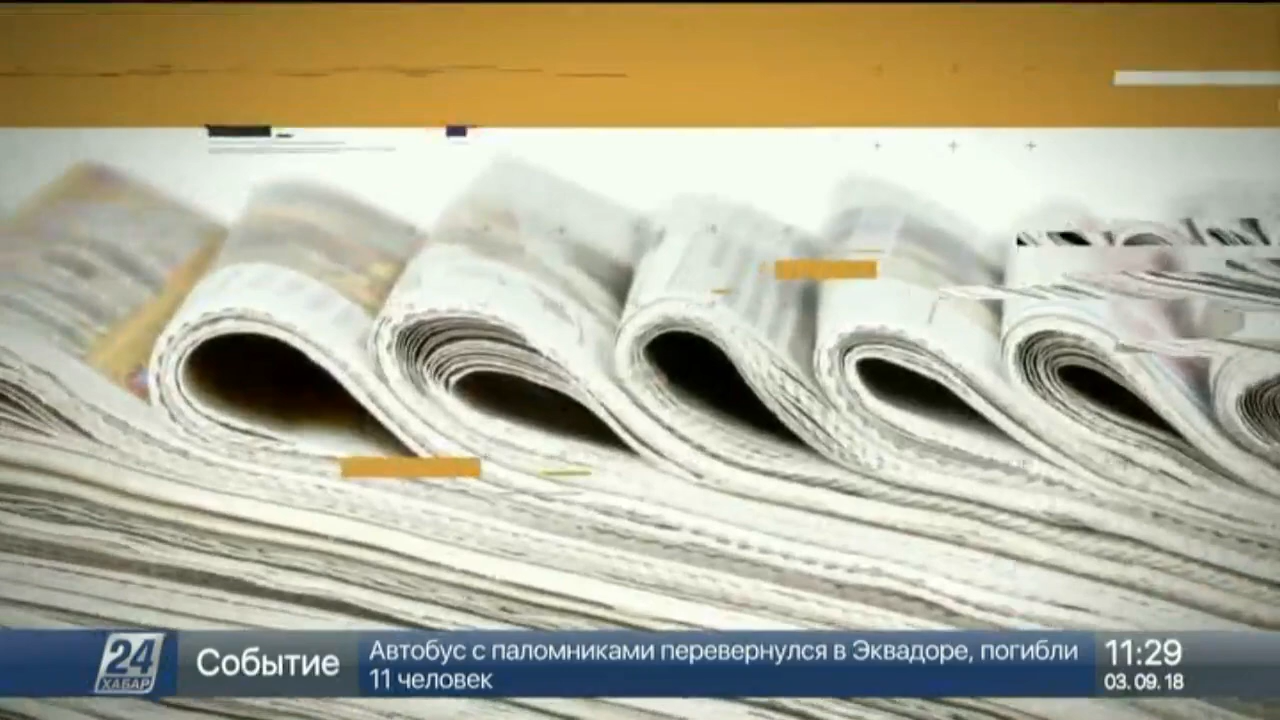 24
ХАБАР
Событие
Автобус с паломниками перевернулся в Эквадоре, погибли
11 человек
11:29
03.09.18